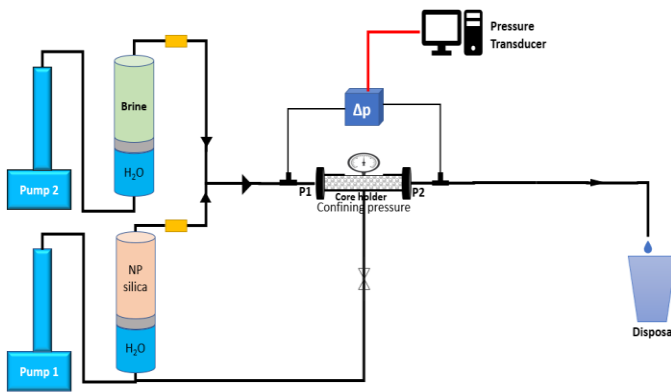 Pressure
Transducer
Brine
Δp
H₂O
Pump 2
P1
P2
Core holder
Confining pressure
NP
silica
H₂O
Pump 1
Disposa